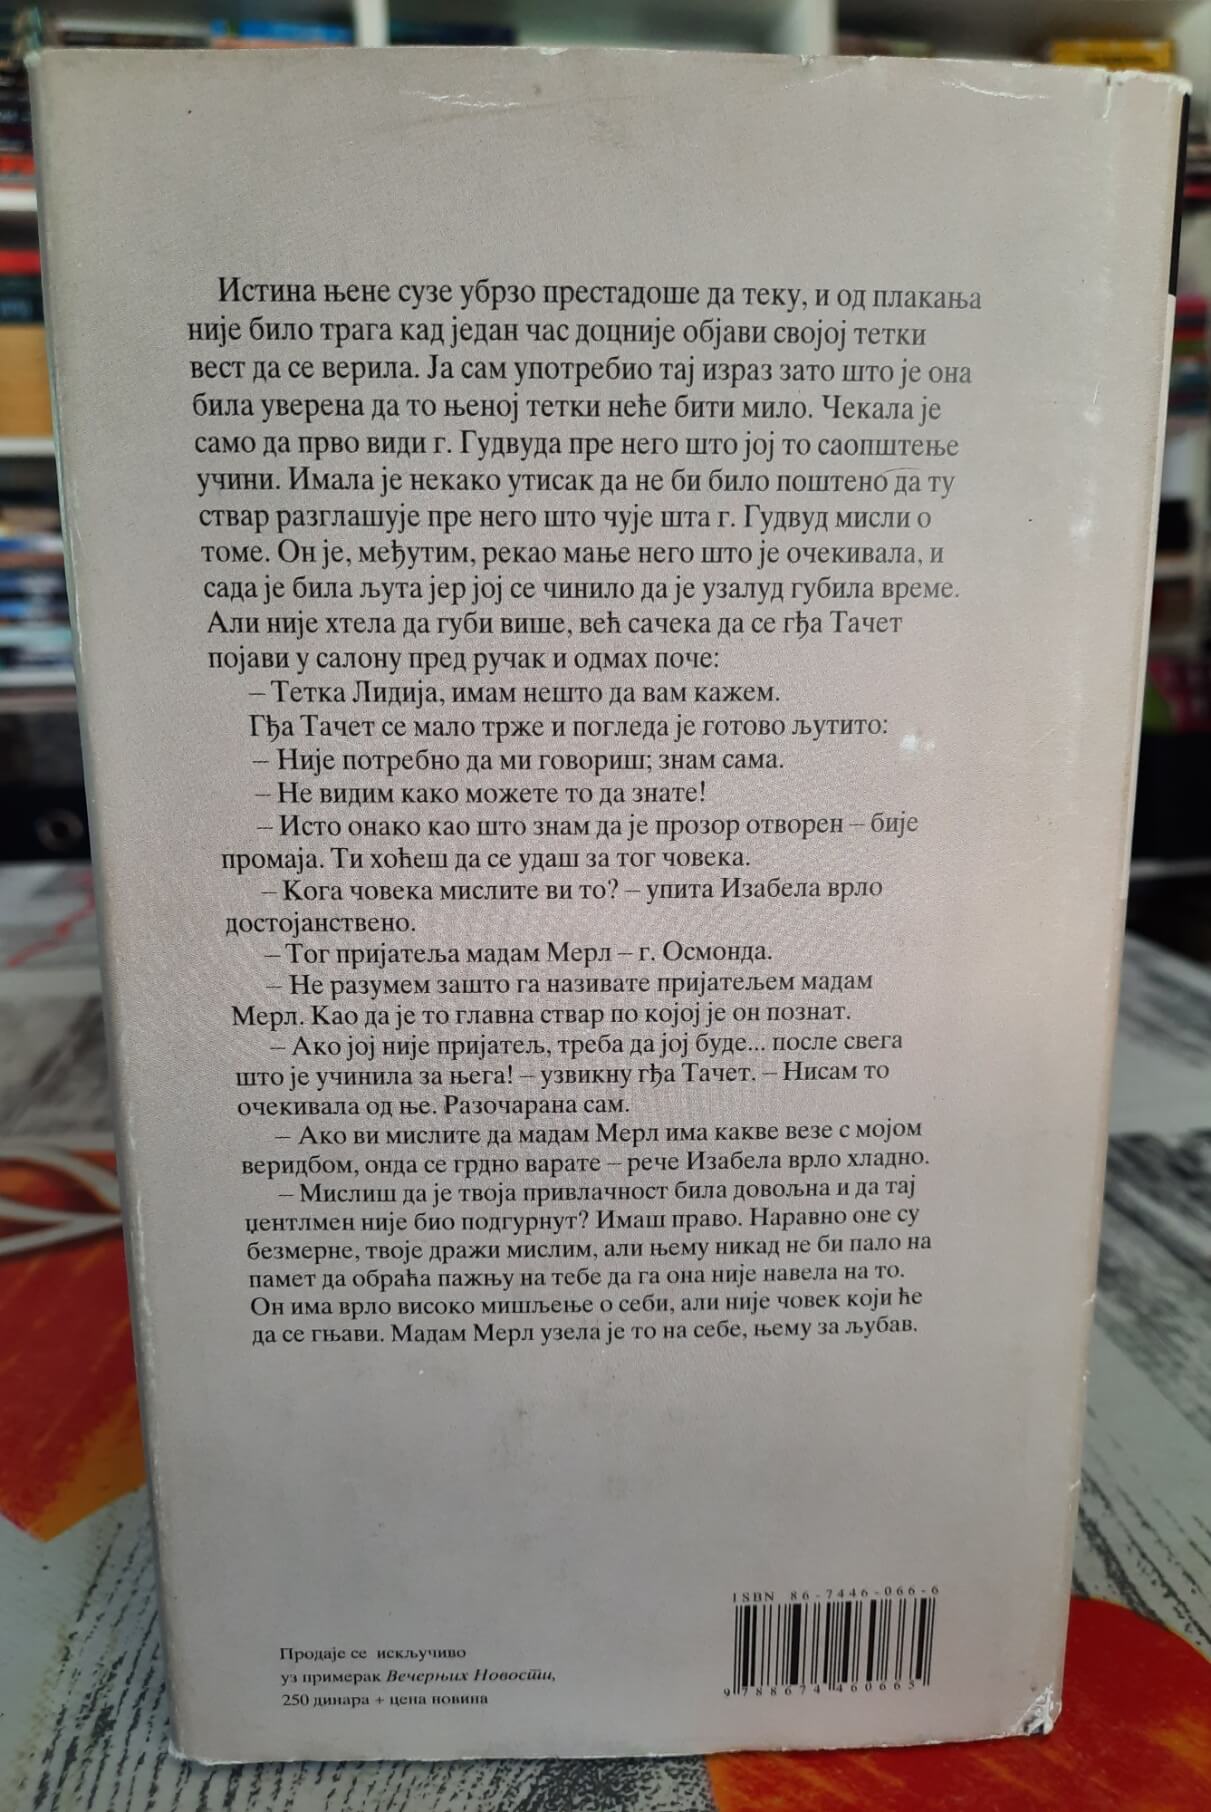 Истина њене сузе убрзо престадоше да теку, и од плакања
није било трага кад један час доцније објави својој тетки
вест да се верила. Ја сам употребио тај израз зато што је она
била уверена да то њеној тетки неће бити мило. Чекала је
само да прво види г. Гудвуда пре него што јој то саопштење
учини. Имала је некако утисак да не би било поштено да ту
ствар разглашује пре него што чује шта г. Гудвуд мисли о
томе. Он је, међутим, рекао мање него што је очекивала, и
сада је била љута јер јој се чинило да је узалуд губила време.
Али није хтела да губи више, већ сачека да се гђа Тачет
појави у салону пред ручак и одмах поче:
– Тетка Лидија, имам нешто да вам кажем.
Гђа Тачет се мало трже и погледа је готово љутито:
– Није потребно да ми говориш; знам сама.
– Не видим како можете то да знате!
– Исто онако као што знам да је прозор отворен – бије
промаја. Ти хоћеш да се удаш за тог човека.
– Кога човека мислите ви то? – упита Изабела врло
достојанствено.
– Тог пријатеља мадам Мерл – г. Осмонда.
– Не разумем зашто га називате пријатељем мадам
Мерл. Као да је то главна ствар по којој је он познат.
– Ако јој није пријатељ, треба да јој буде... после свега
што је учинила за њега! – узвикну гђа Тачет. – Нисам то
очекивала од ње. Разочарана сам.
– Ако ви мислите да мадам Мерл има какве везе с мојом
веридбом, онда се грдно варате – рече Изабела врло хладно.
– Мислиш да је твоја привлачност била довољна и да тај
џентлмен није био подгурнут? Имаш право. Наравно оне су
безмерне, твоје дражи мислим, али њему никад не би пало на
памет да обраћа пажњу на тебе да га она није навела на то.
Он има врло високо мишљење о себи, али није човек који ће
да се гњави. Мадам Мерл узела је то на себе, њему за љубав.
ISBN 86-7446-066-6
9 788674 460665
Продаје се искључиво
уз примерак Вечерњих Новости,
250 динара + цена новина